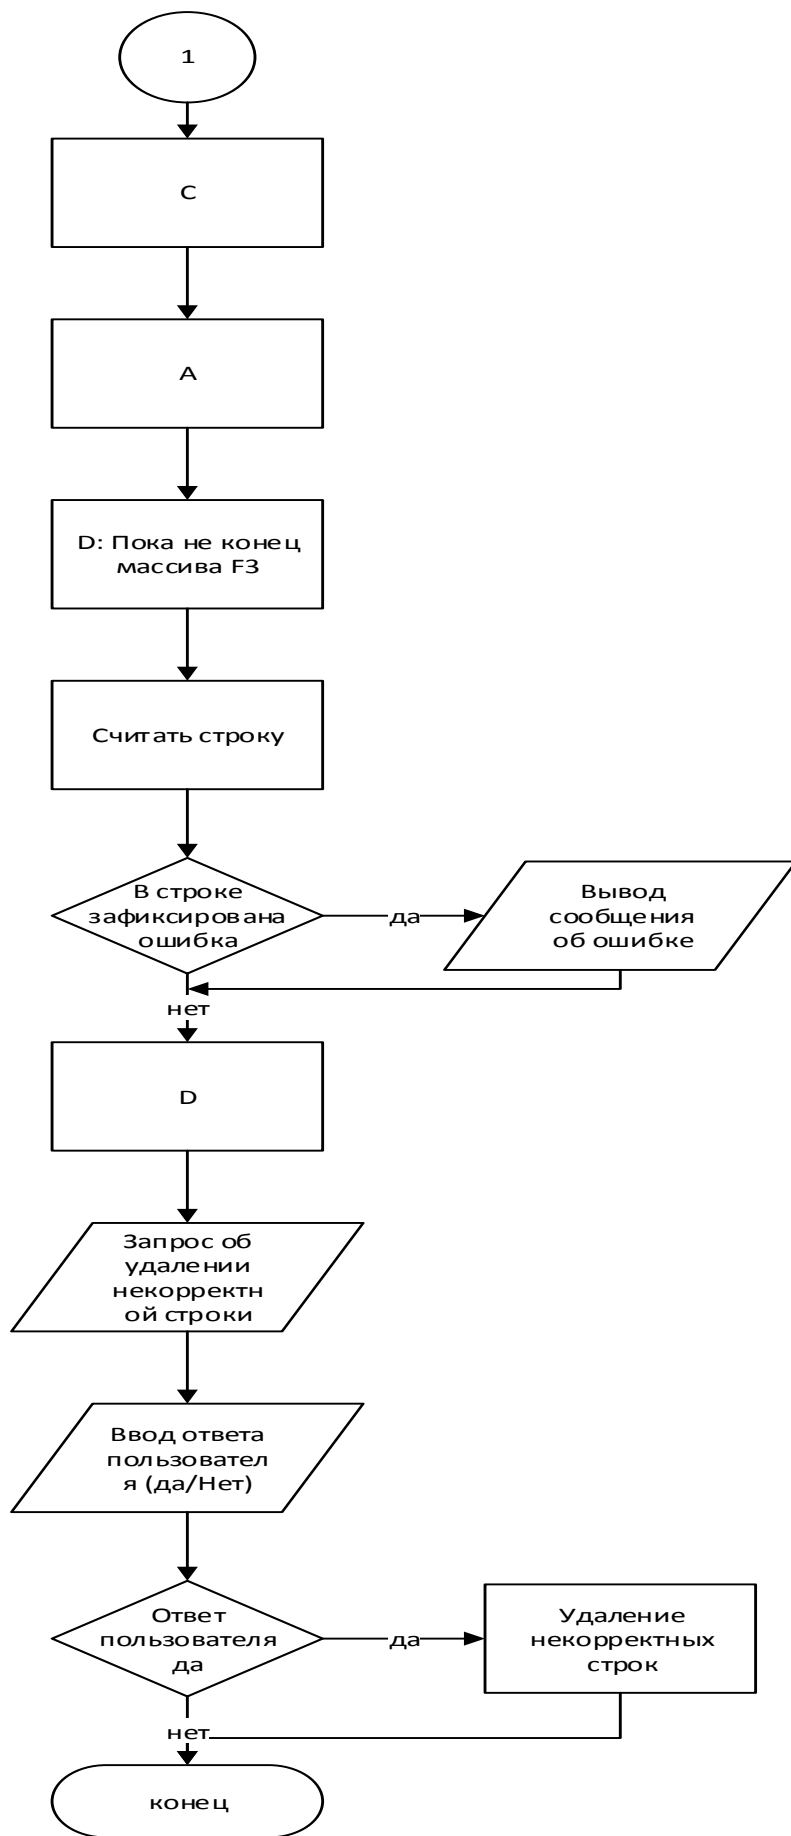 1
C
A
D: Пока не конец
массива F3
Считать строку
В строке
зафиксирована
ошибка
да
Вывод
сообщения
об ошибке
нет
D
Запрос об
удалении
некорректн
ой строки
Ввод ответа
пользовател
я (да/Нет)
Ответ
пользователя
да
да
Удаление
некорректных
строк
нет
конец